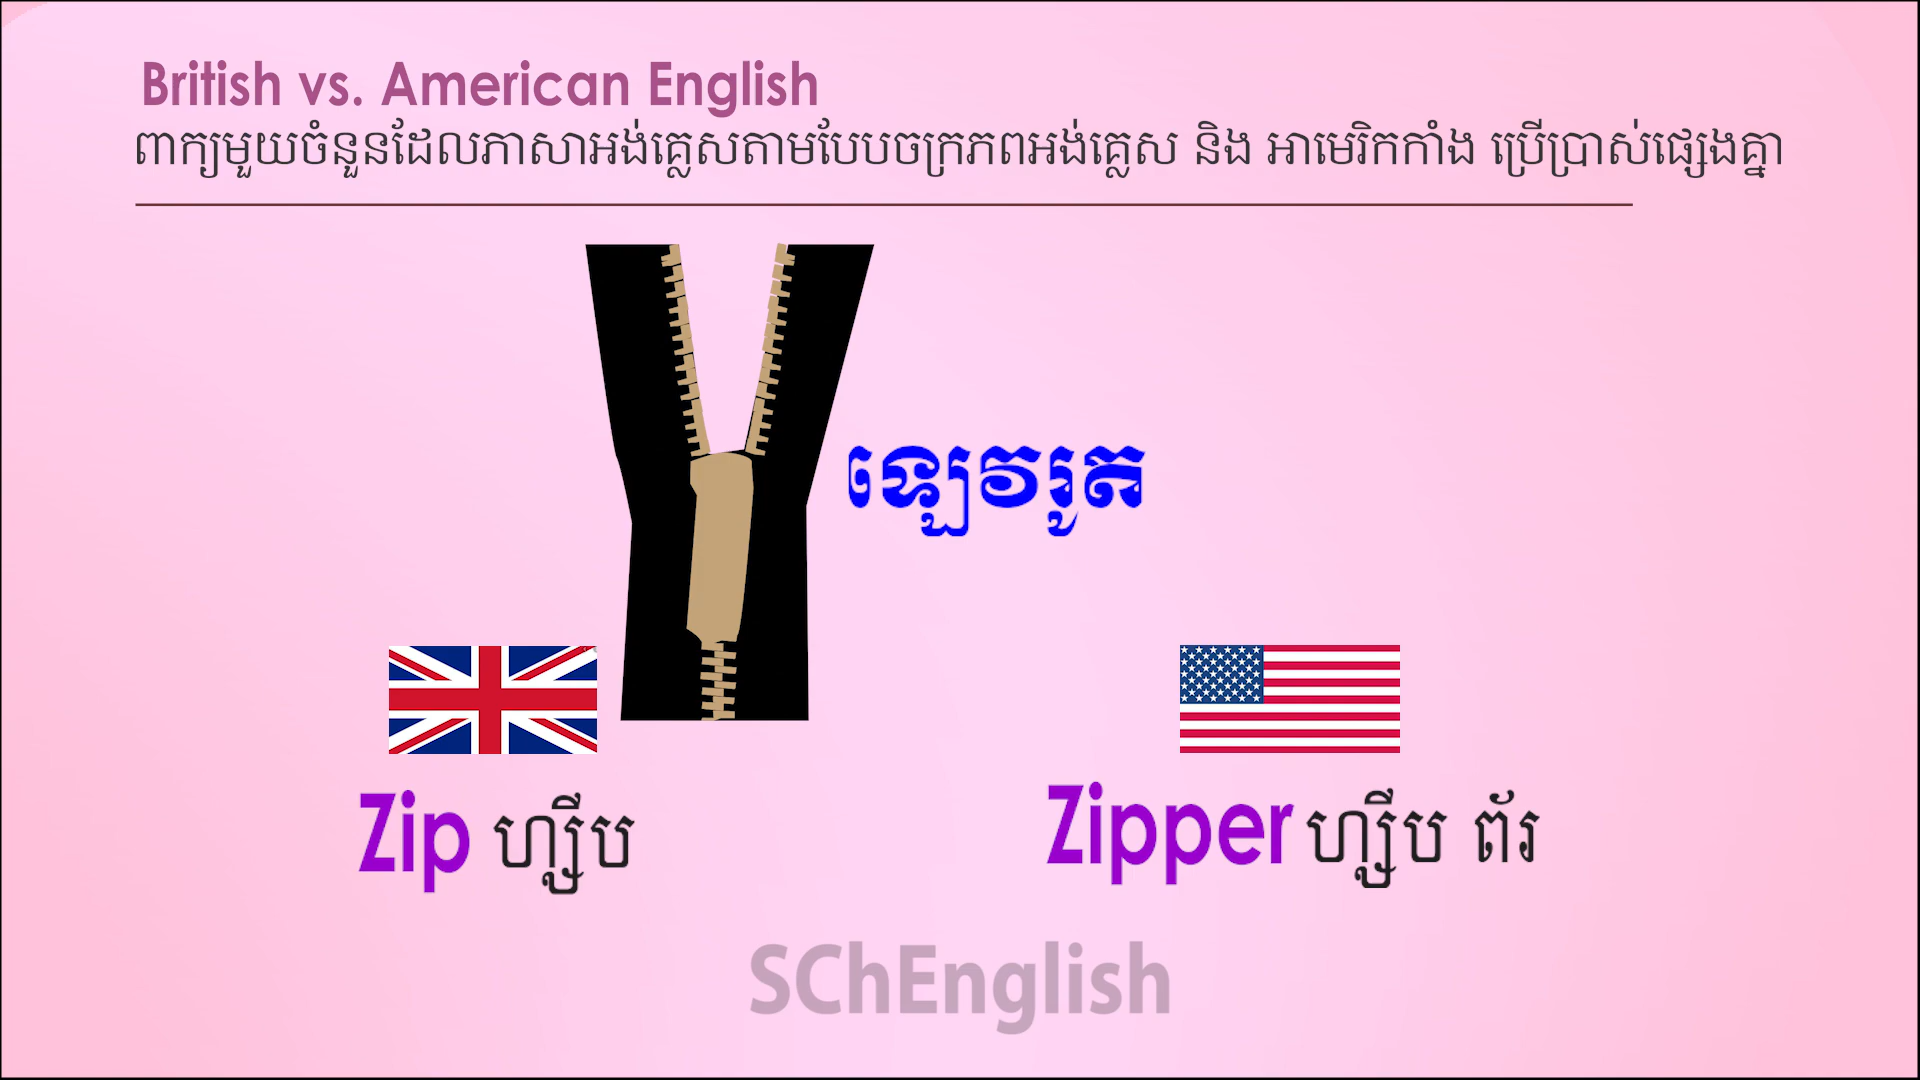 British vs. American English
ពាក្យមួយចំនួនដែលភាសាអង់គ្លេសតាមបែបចក្រភពអង់គ្លេស និង អាមេរិកកាំង ប្រើប្រាស់ផ្សេងគ្នា
ឡេវរូត
Zip ហ្ស៊ីប
Zipper ហ្ស៊ីប ព័រ
SChEnglish